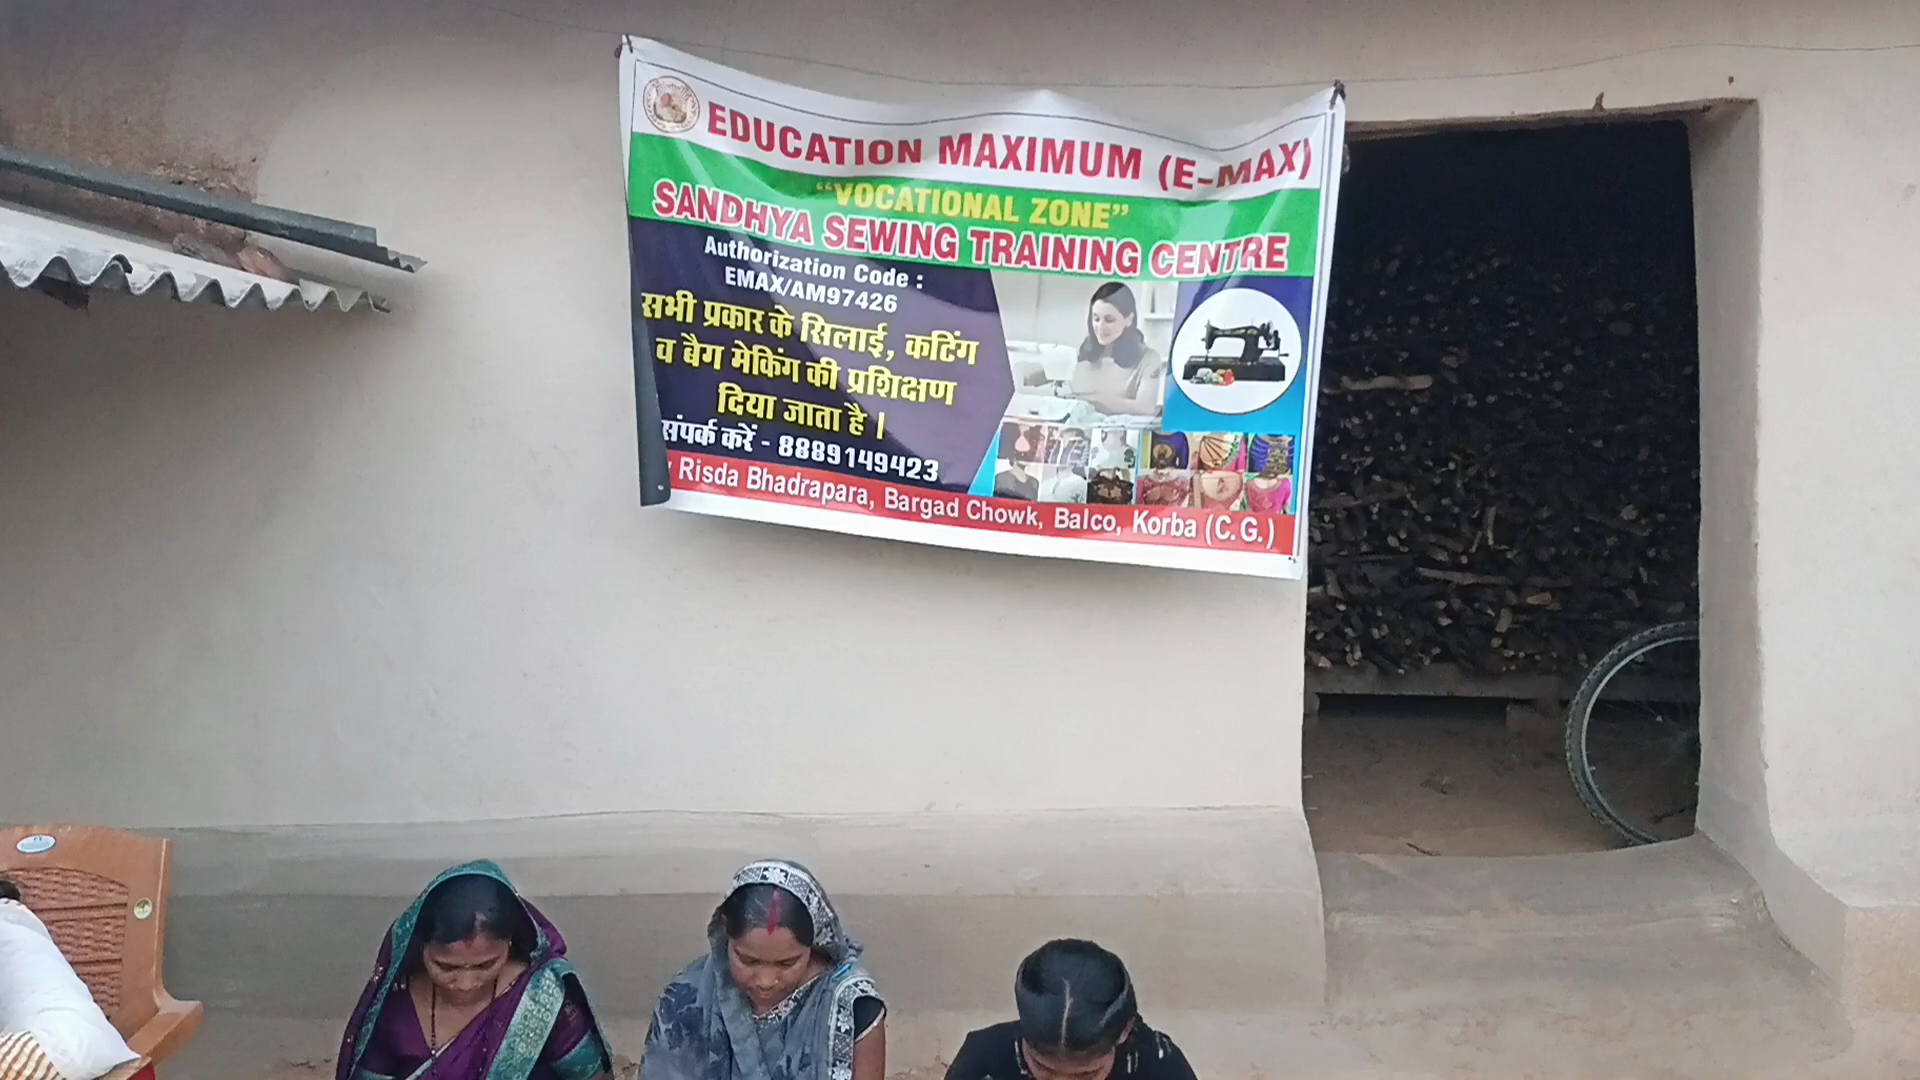 EDUCATION MAXIMUM (E-MAX)
“VOCATIONAL ZONE”
SANDHYA SEWING TRAINING CENTRE
Authorization Code :
EMAX/AM97426
सभी प्रकार के सिलाई, कटिंग
व बैग मेकिंग की प्रशिक्षण
दिया जाता है |
संपर्क करें - 8889149423
Risda Bhadrapara, Bargad Chowk, Balco, Korba (C.G.)